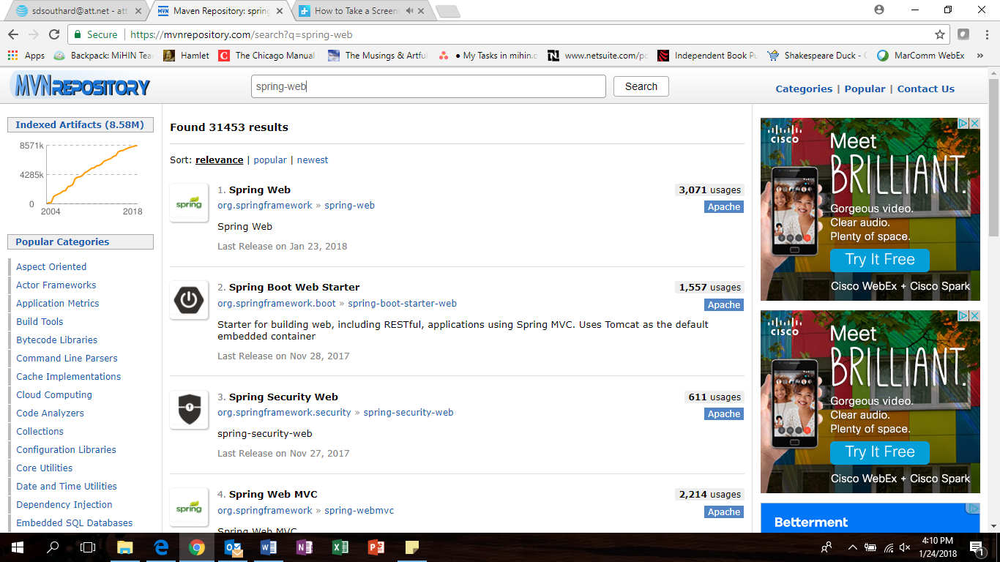 sdsouthard@att.net - att
Maven Repository: spring
How to Take a Screens
Secure
https://mvnrepository.com/search?q=spring-web
Apps
Backpack: MiHIN Tea
Hamlet
The Chicago Manual
The Musings & Artful
• My Tasks in mihin.c
www.netsuite.com/po
Independent Book Pu
Shakespeare Duck - C
MarComm WebEx
»
MVNREPOSITORY
spring-web
Search
Categories | Popular | Contact Us
Indexed Artifacts (8.58M)
8571k
4285k
0
2004
2018
Popular Categories
Aspect Oriented
Actor Frameworks
Application Metrics
Build Tools
Bytecode Libraries
Command Line Parsers
Cache Implementations
Cloud Computing
Code Analyzers
Collections
Configuration Libraries
Core Utilities
Date and Time Utilities
Dependency Injection
Embedded SQL Databases
Found 31453 results
Sort: relevance | popular | newest
spring
1. Spring Web
3,071 usages
org.springframework » spring-web
Apache
Spring Web
Last Release on Jan 23, 2018
2. Spring Boot Web Starter
1,557 usages
org.springframework.boot » spring-boot-starter-web
Apache
Starter for building web, including RESTful, applications using Spring MVC. Uses Tomcat as the default
embedded container
Last Release on Nov 28, 2017
3. Spring Security Web
611 usages
org.springframework.security » spring-security-web
Apache
spring-security-web
Last Release on Nov 27, 2017
spring
4. Spring Web MVC
2,214 usages
org.springframework » spring-webmvc
Apache
Spring Web MVC
CISCO
Meet
BRILLIANT.
Gorgeous video.
Clear audio.
Plenty of space.
Try It Free
Cisco WebEx + Cisco Spark
CISCO
Meet
BRILLIANT.
Gorgeous video.
Clear audio.
Plenty of space.
Try It Free
Cisco WebEx + Cisco Spark
Betterment
4:10 PM
1/24/2018
1